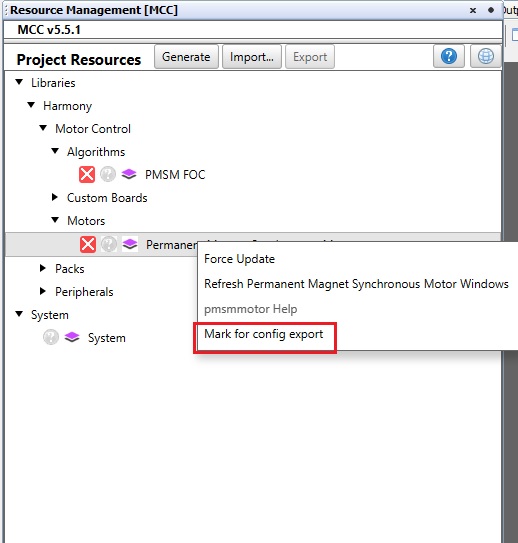 Resource Management [MCC]
MCC v5.5.1
Project Resources Generate Import... Export
Libraries
Harmony
Motor Control
Algorithms
PMSM FOC
Custom Boards
Motors
Force Update
Refresh Permanent Magnet Synchronous Motor Windows
pmsmmotor Help
Mark for config export
Packs
Peripherals
System
System